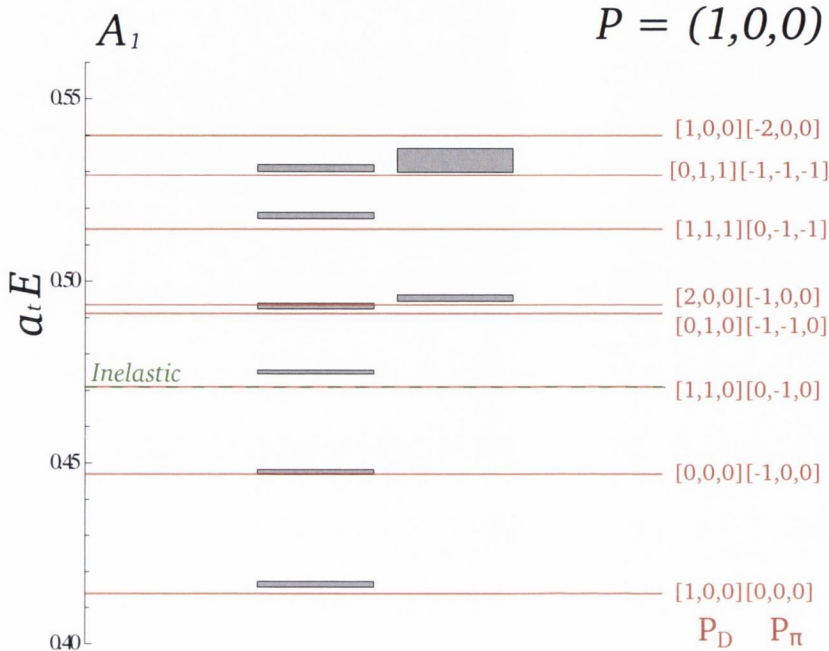 A₁
P = (1,0,0)
0.55
[1,0,0][-2,0,0]
[0,1,1][-1,-1,-1]
[1,1,1][0,-1,-1]
0.50
[2,0,0][-1,0,0]
[0,1,0][-1,-1,0]
aₜE
Inelastic
[1,1,0][0,-1,0]
0.45
[0,0,0][-1,0,0]
[1,0,0][0,0,0]
P_D P_π
0.40